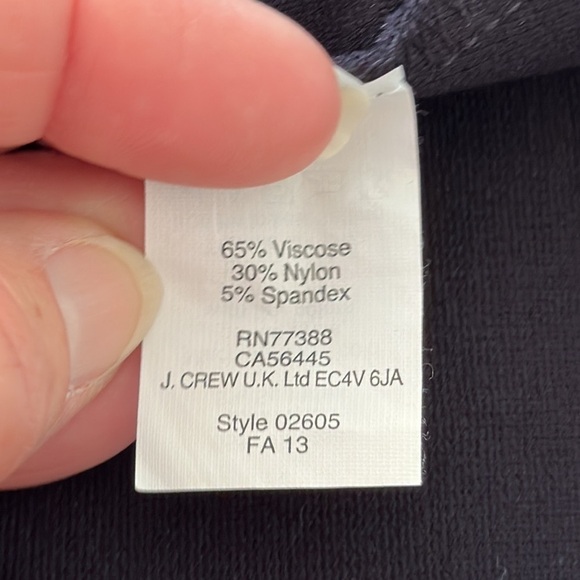 65% Viscose
30% Nylon
5% Spandex
RN77388
CA56445
J. CREW U.K. Ltd EC4V 6JA
Style 02605
FA 13